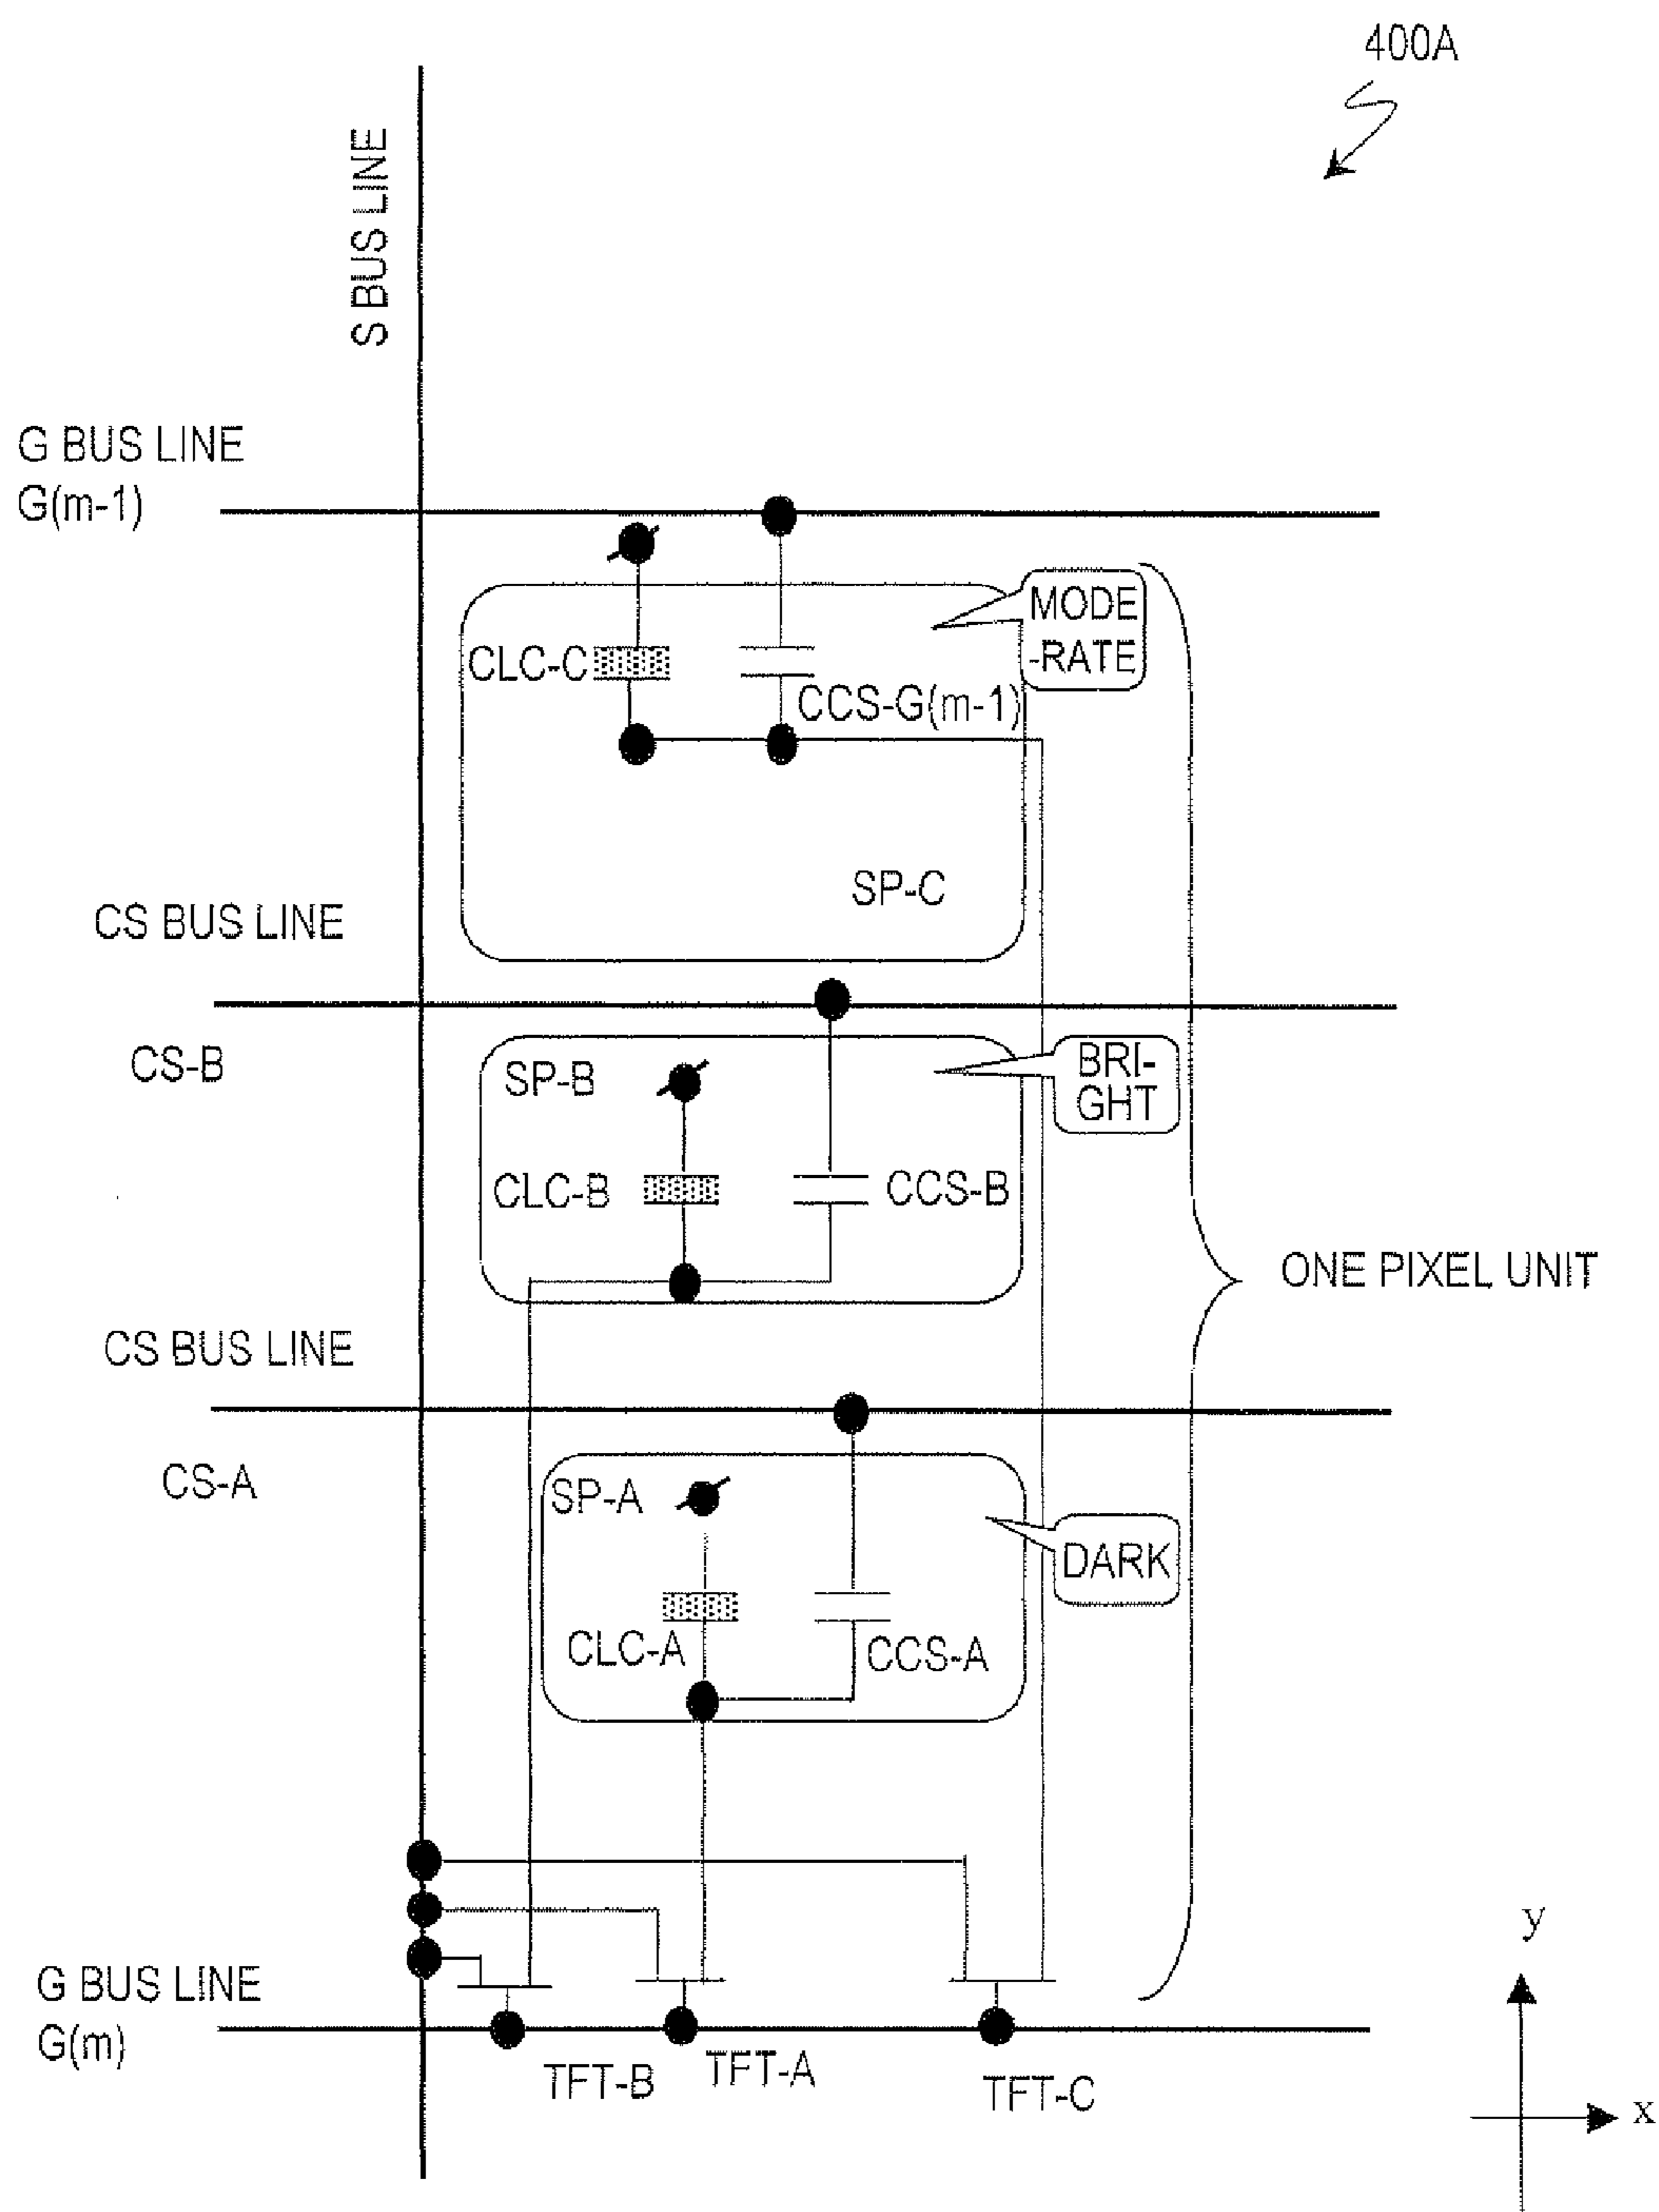 400A
S BUS LINE
G BUS LINE
G(m-1)
MODE
-RATE
CLC-C
CCS-G(m-1)
SP-C
CS BUS LINE
CS-B
SP-B
BRI-
GHT
CLC-B
CCS-B
ONE PIXEL UNIT
CS BUS LINE
CS-A
SP-A
DARK
CLC-A
CCS-A
y
G BUS LINE
G(m)
TFT-B
TFT-A
TFT-C
x